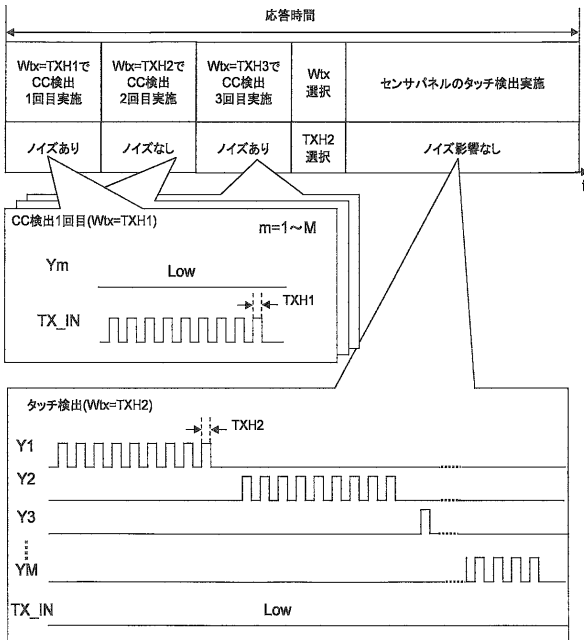 応答時間
Wtx=TXH1で
CC検出
1回目実施
Wtx=TXH2で
CC検出
2回目実施
Wtx=TXH3で
CC検出
3回目実施
Wtx
選択
センサパネルのタッチ検出実施
ノイズあり
ノイズなし
ノイズあり
TXH2
選択
ノイズ影響なし
t
CC検出1回目(Wtx=TXH1)
m=1～M
Ym
Low
TXH1
TX_IN
タッチ検出(Wtx=TXH2)
TXH2
Y1
Y2
Y3
YM
TX_IN
Low